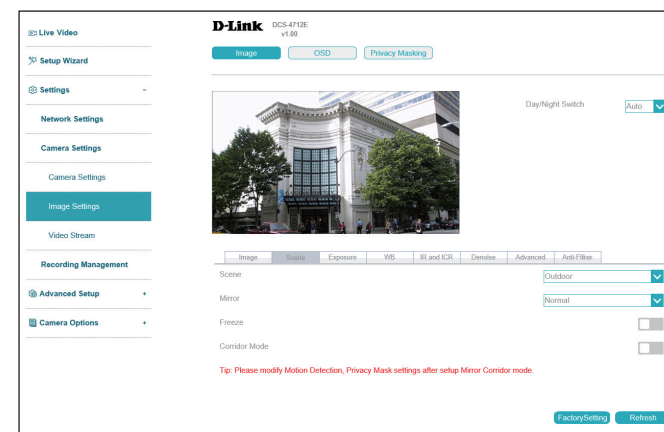 D-Link DCS-4712E
v1.00
Live Video
Setup Wizard
Settings -
Network Settings
Camera Settings
Camera Settings
Image Settings
Video Stream
Recording Management
Advanced Setup +
Camera Options +
Image OSD Privacy Masking
Day/Night Switch Auto
Image Scene Exposure WB IR and ICR Denoise Advanced Anti-Fliker
Scene Outdoor
Mirror Normal
Freeze
Corridor Mode
Tip: Please modify Motion Detection, Privacy Mask settings after setup Mirror Corridor mode.
FactorySetting Refresh